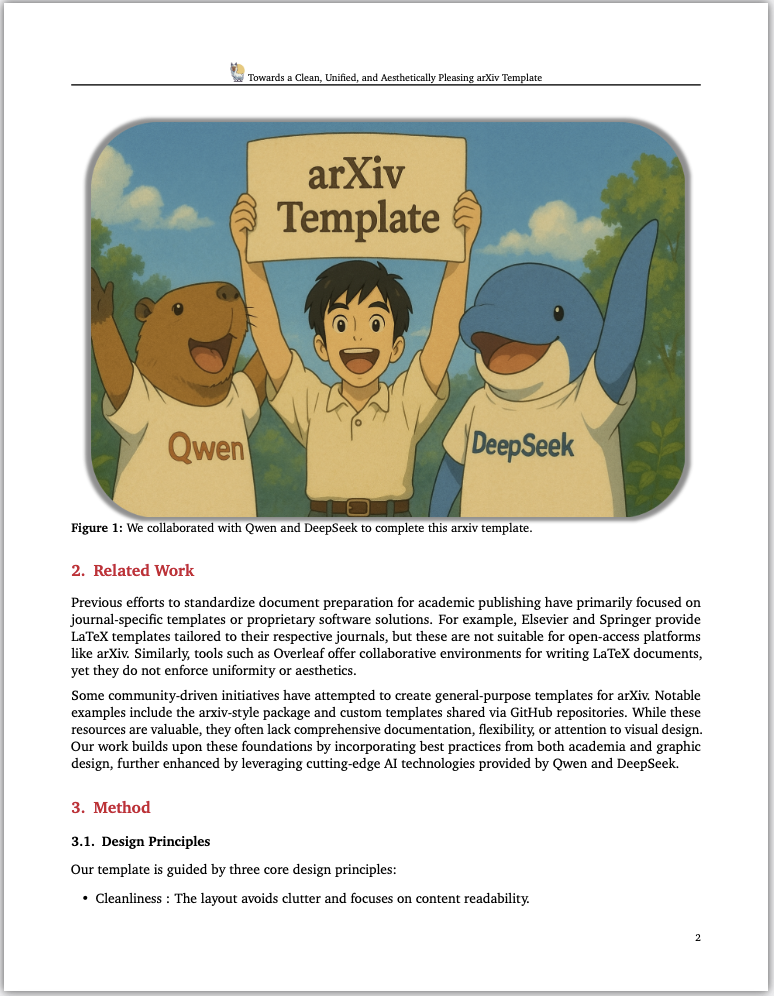 Towards a Clean, Unified, and Aesthetically Pleasing arXiv Template
arXiv
Template
Qwen
DeepSeek
Figure 1: We collaborated with Qwen and DeepSeek to complete this arxiv template.
2. Related Work
Previous efforts to standardize document preparation for academic publishing have primarily focused on
journal-specific templates or proprietary software solutions. For example, Elsevier and Springer provide
LaTeX templates tailored to their respective journals, but these are not suitable for open-access platforms
like arXiv. Similarly, tools such as Overleaf offer collaborative environments for writing LaTeX documents,
yet they do not enforce uniformity or aesthetics.
Some community-driven initiatives have attempted to create general-purpose templates for arXiv. Notable
examples include the arxiv-style package and custom templates shared via GitHub repositories. While these
resources are valuable, they often lack comprehensive documentation, flexibility, or attention to visual design.
Our work builds upon these foundations by incorporating best practices from both academia and graphic
design, further enhanced by leveraging cutting-edge AI technologies provided by Qwen and DeepSeek.
3. Method
3.1. Design Principles
Our template is guided by three core design principles:
• Cleanliness : The layout avoids clutter and focuses on content readability.
2